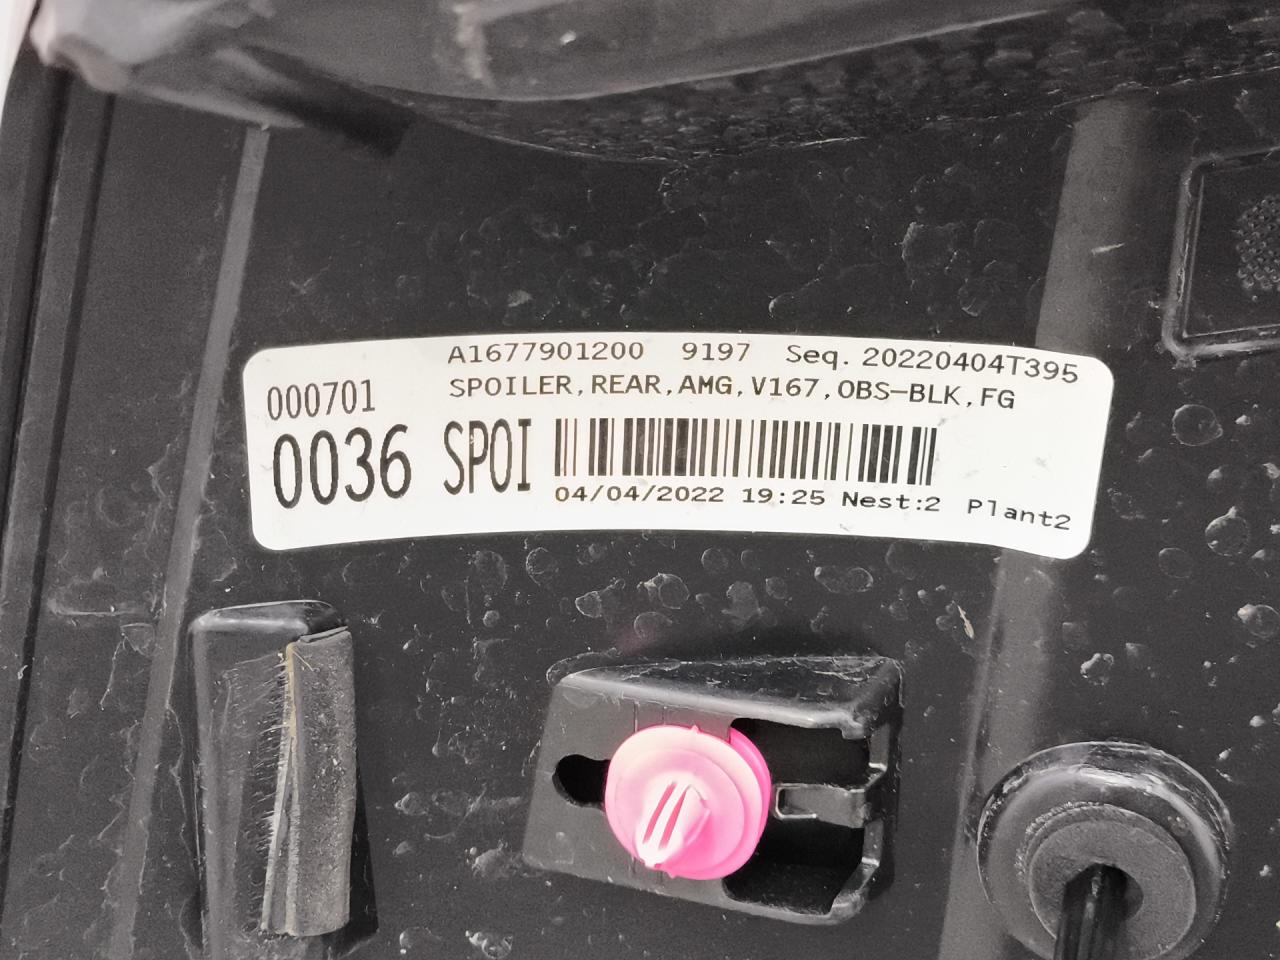 A1677901200 9197 Seq. 20220404T395
000701 SPOILER,REAR,AMG,V167,OBS-BLK,FG
0036 SPOI
04/04/2022 19:25 Nest:2 Plant2